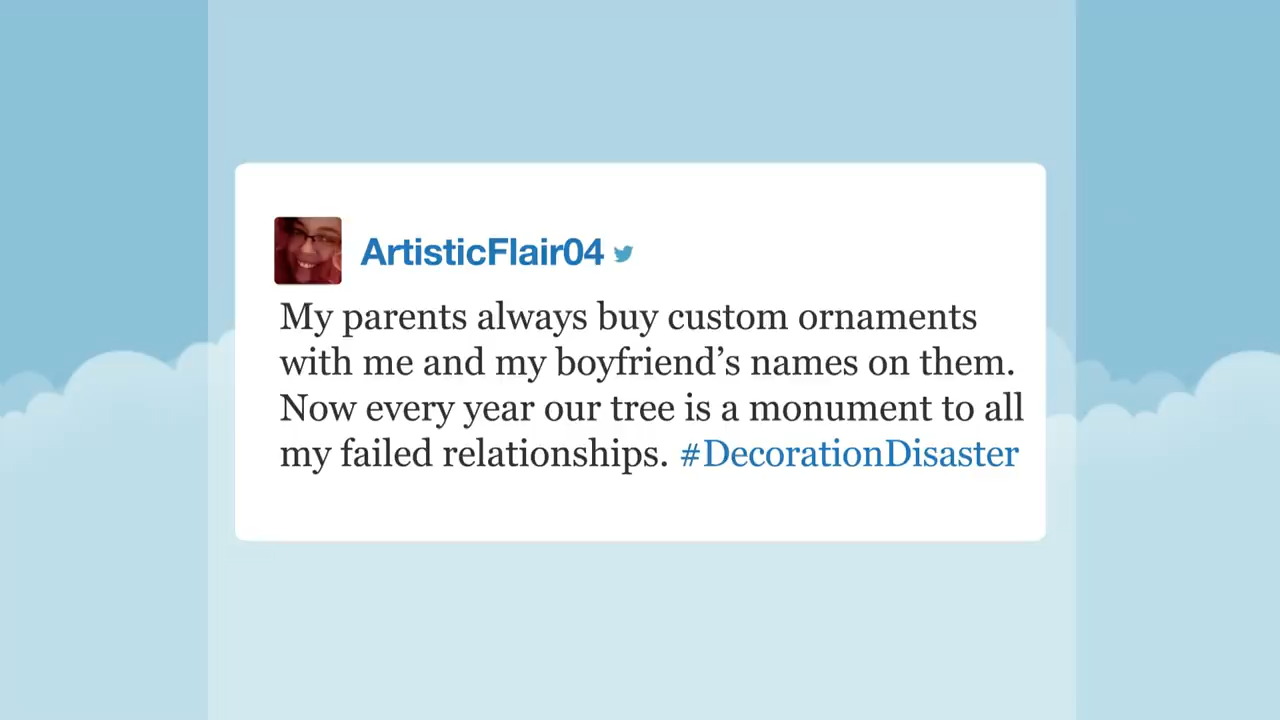 ArtisticFlair04
My parents always buy custom ornaments
with me and my boyfriend’s names on them.
Now every year our tree is a monument to all
my failed relationships. #DecorationDisaster